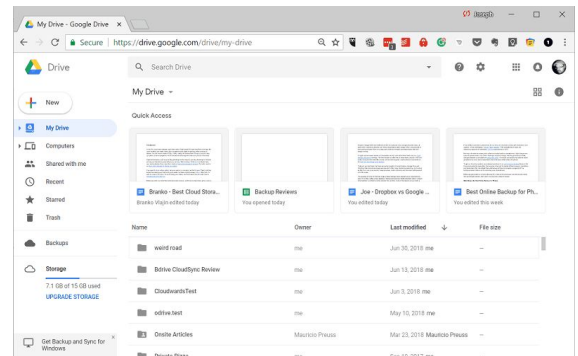 Joseph
My Drive - Google Drive
Secure | https://drive.google.com/drive/my-drive
Drive
Search Drive
New
My Drive
Computers
Shared with me
Recent
Starred
Trash
Backups
Storage
7.1 GB of 15 GB used
UPGRADE STORAGE
Get Backup and Sync for
Windows
My Drive
Quick Access
Branko - Best Cloud Stora...
Branko Vlajin edited today
Backup Reviews
You opened today
Joe - Dropbox vs Google ...
You edited today
Best Online Backup for Ph...
You edited this week
Name Owner Last modified File size
weird road me Jun 30, 2018 me —
Bdrive CloudSync Review me Jun 13, 2018 me —
CloudwardsTest me Jun 3, 2018 me —
odrive.test me May 10, 2018 me —
Onsite Articles Mauricio Preuss Mar 23, 2018 Mauricio Preuss —